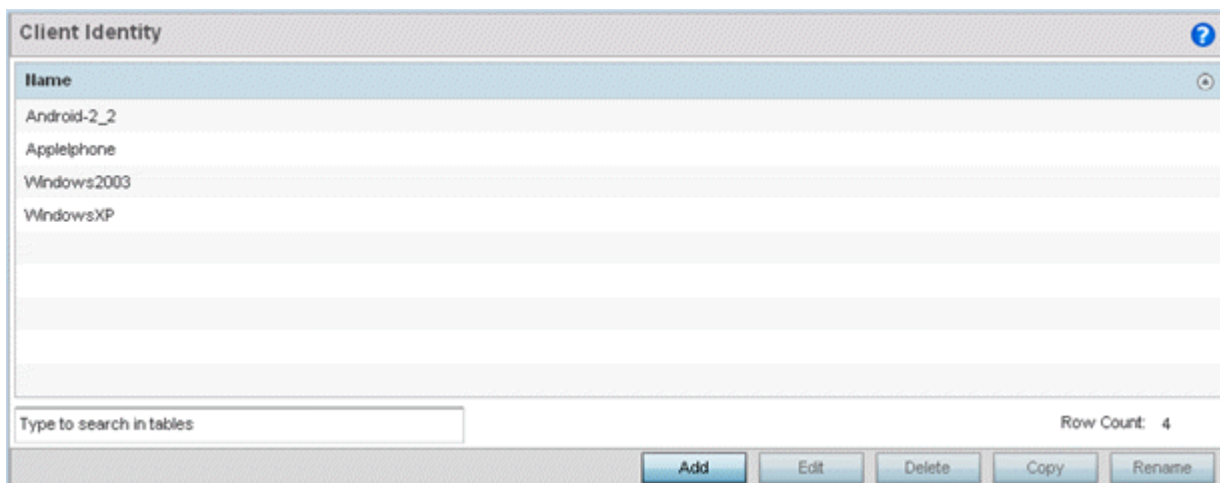 Client Identity
?
Name
Android-2_2
AppleIphone
Windows2003
WindowsXP
Type to search in tables
Row Count: 4
Add
Edit
Delete
Copy
Rename